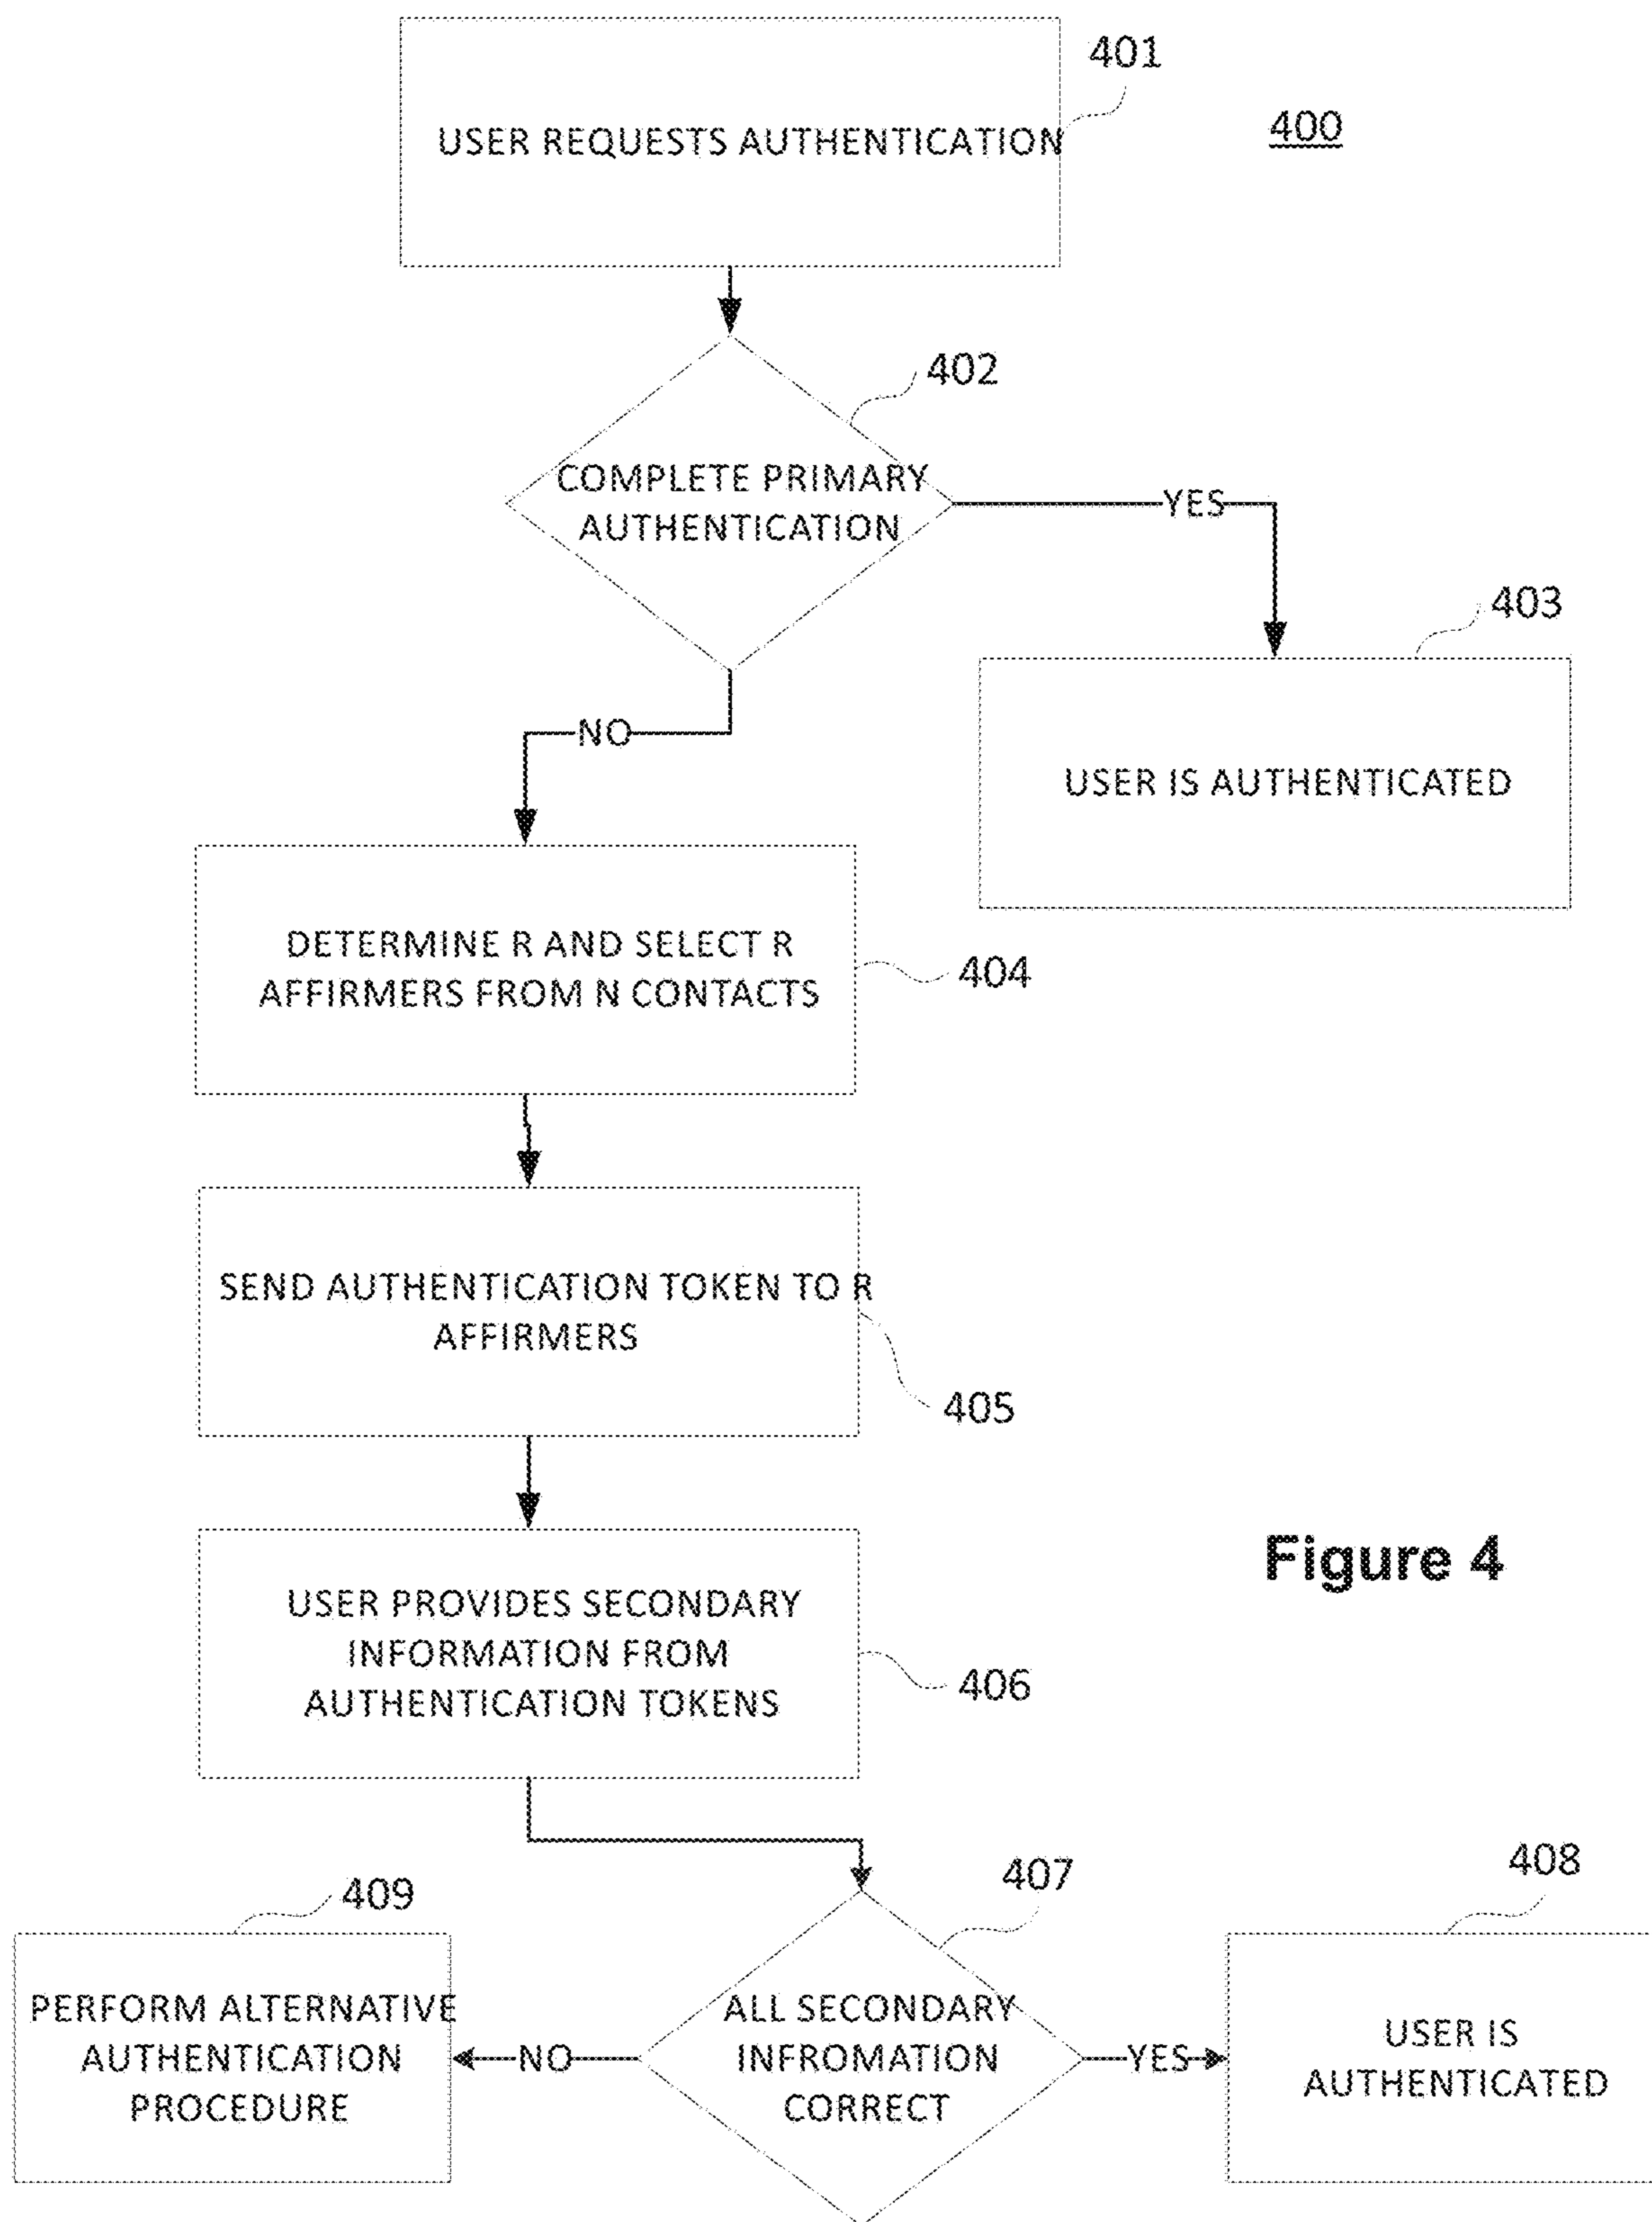 401
USER REQUESTS AUTHENTICATION
400
402
COMPLETE PRIMARY
AUTHENTICATION
YES
403
USER IS AUTHENTICATED
NO
DETERMINE R AND SELECT R
AFFIRMERS FROM N CONTACTS
404
SEND AUTHENTICATION TOKEN TO R
AFFIRMERS
405
USER PROVIDES SECONDARY
INFORMATION FROM
AUTHENTICATION TOKENS
406
Figure 4
409
407
408
PERFORM ALTERNATIVE
AUTHENTICATION
PROCEDURE
NO
ALL SECONDARY
INFROMATION
CORRECT
YES
USER IS
AUTHENTICATED